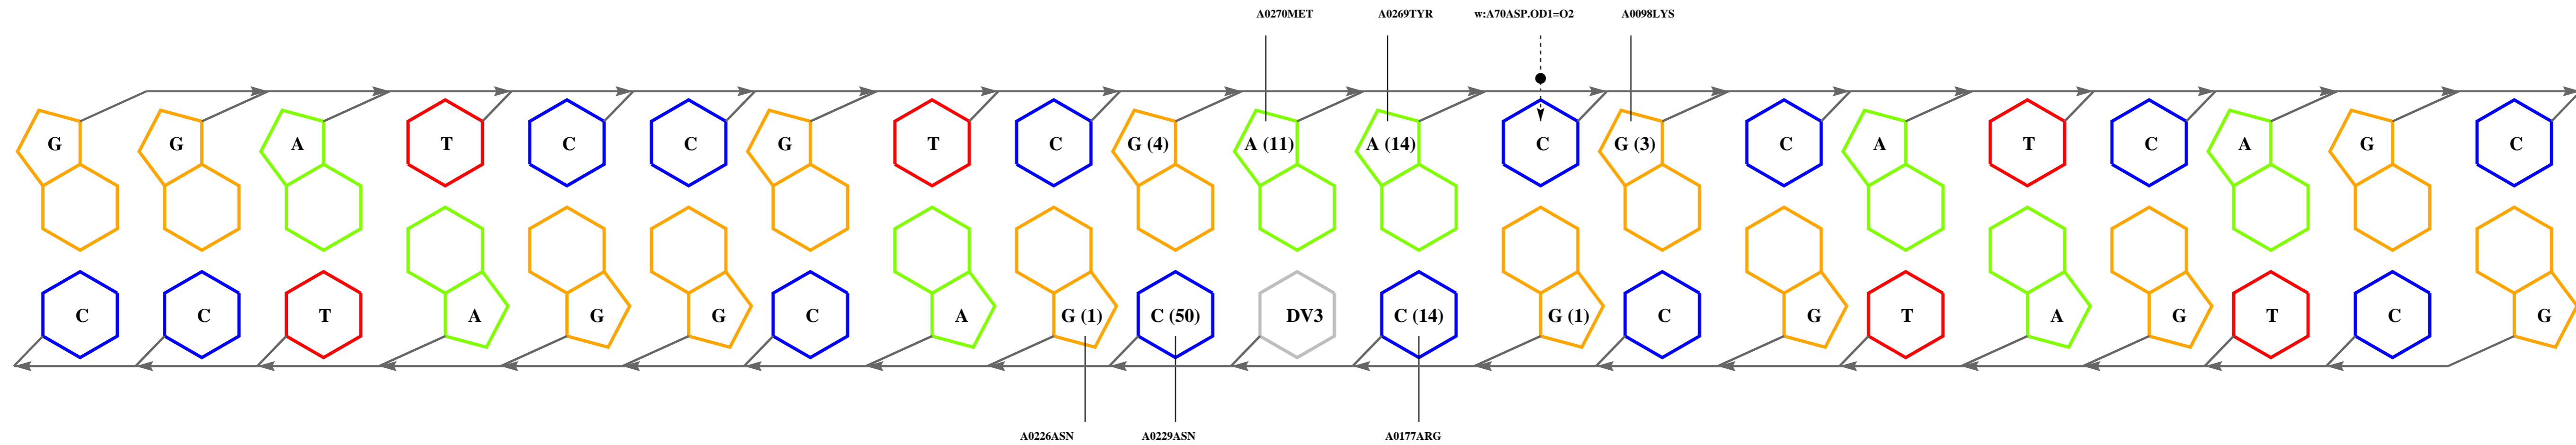 A0270MET A0269TYR w:A70ASP.OD1=O2 A0098LYS
G G A T C C G T C G (4) A (11) A (14) C G (3) C A T C A G C
C C T A G G C A G (1) C (50) DV3 C (14) G (1) C G T A G T C G
A0226ASN A0229ASN A0177ARG